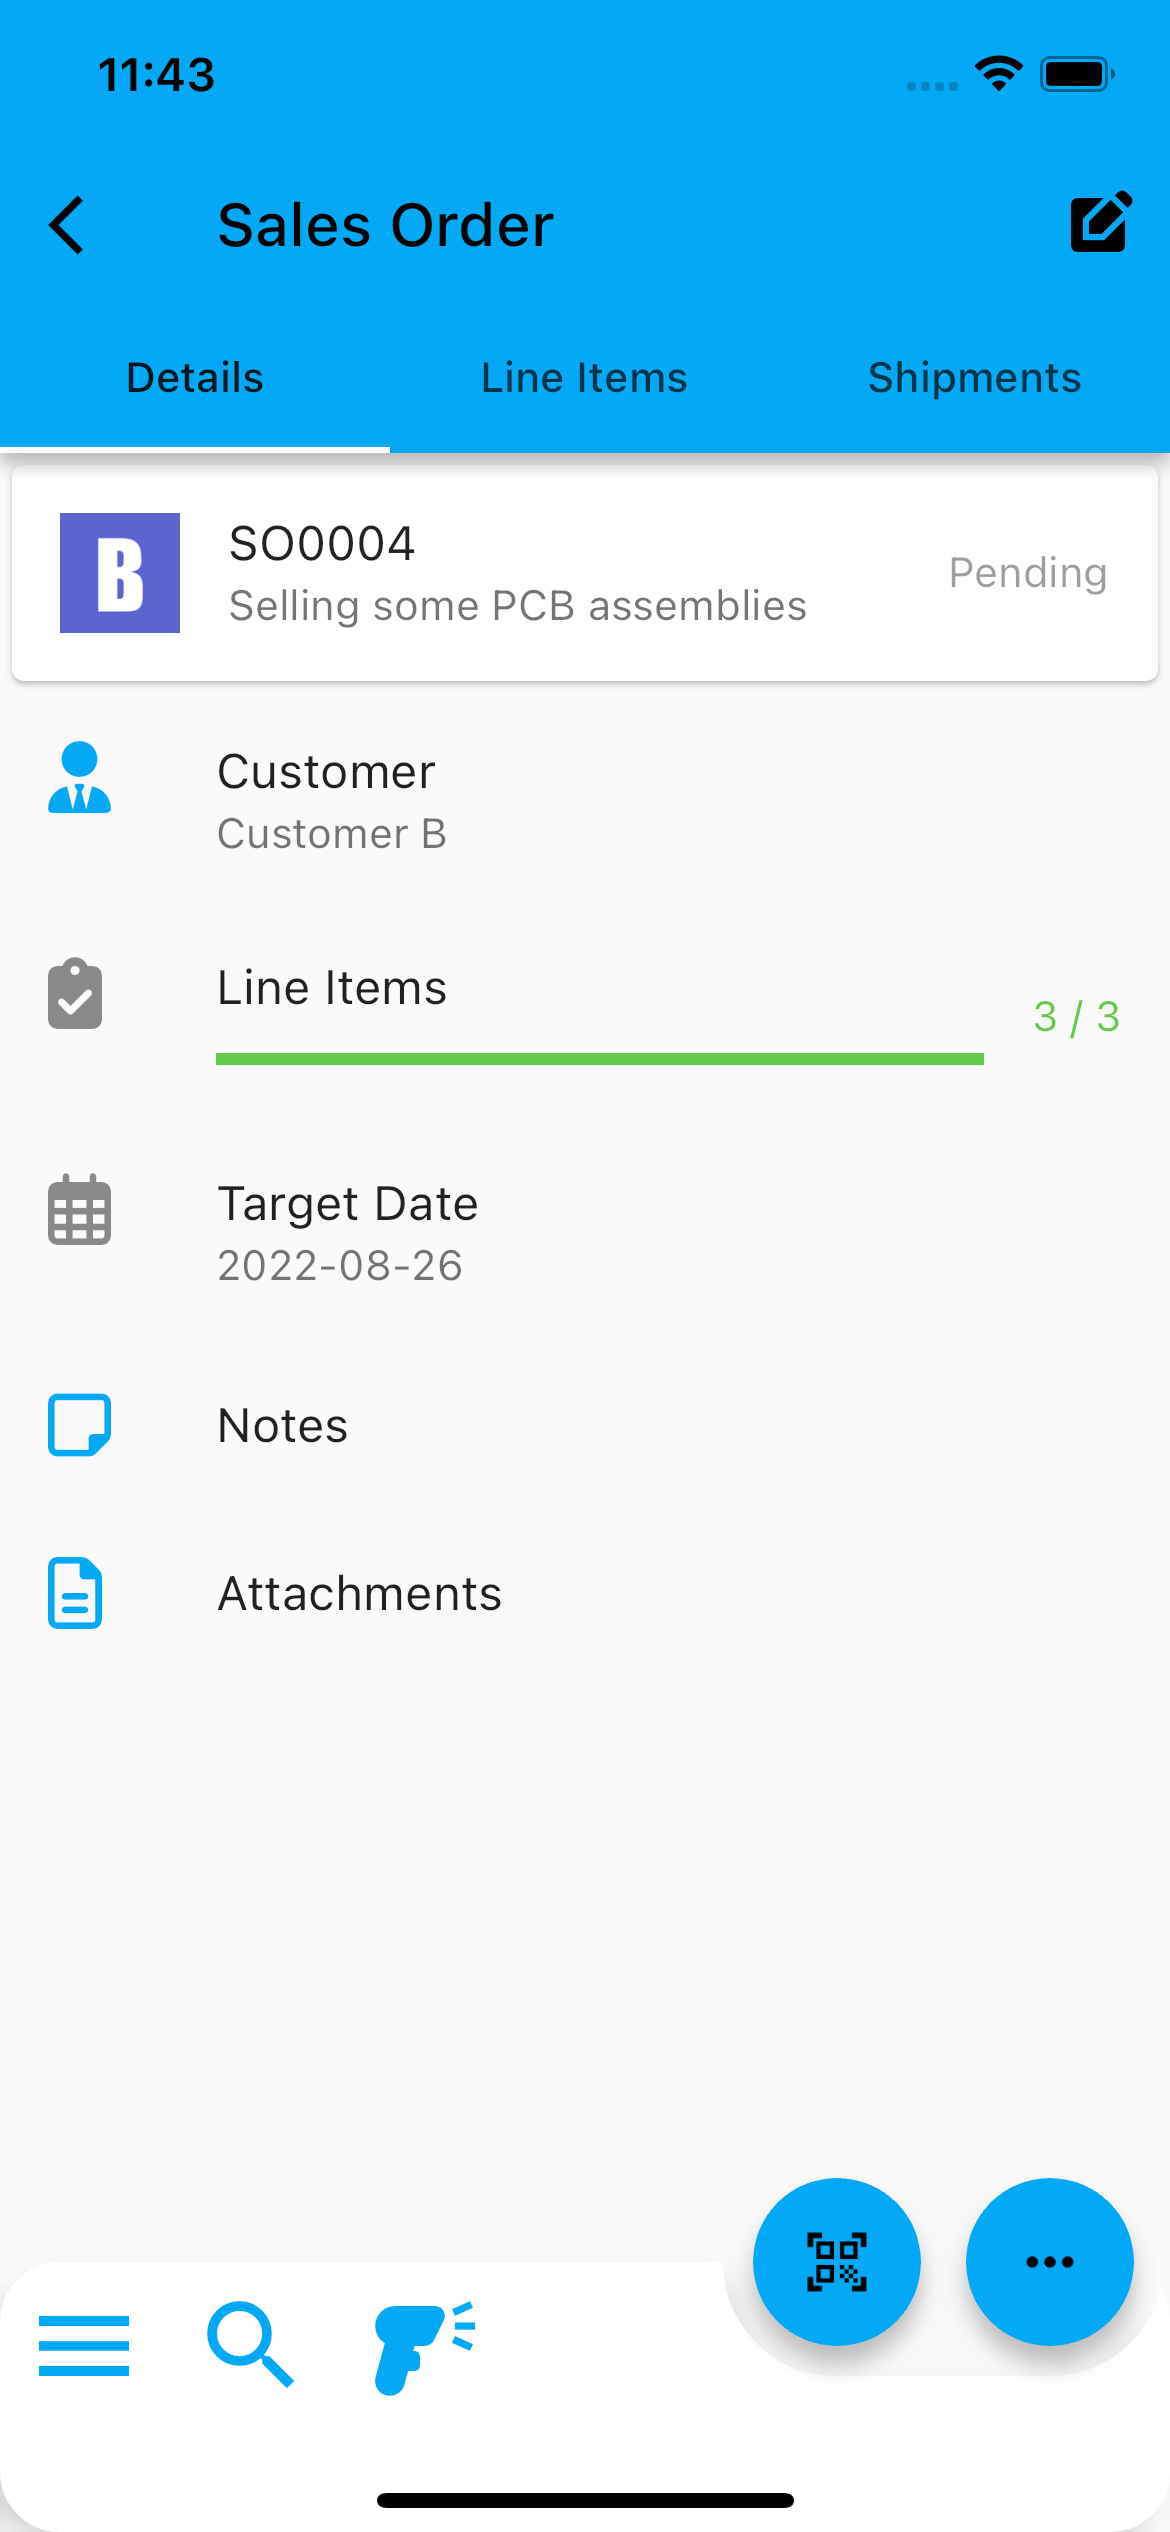 11:43
Sales Order
Details
Line Items
Shipments
B
SO0004
Selling some PCB assemblies
Pending
Customer
Customer B
Line Items
3 / 3
Target Date
2022-08-26
Notes
Attachments